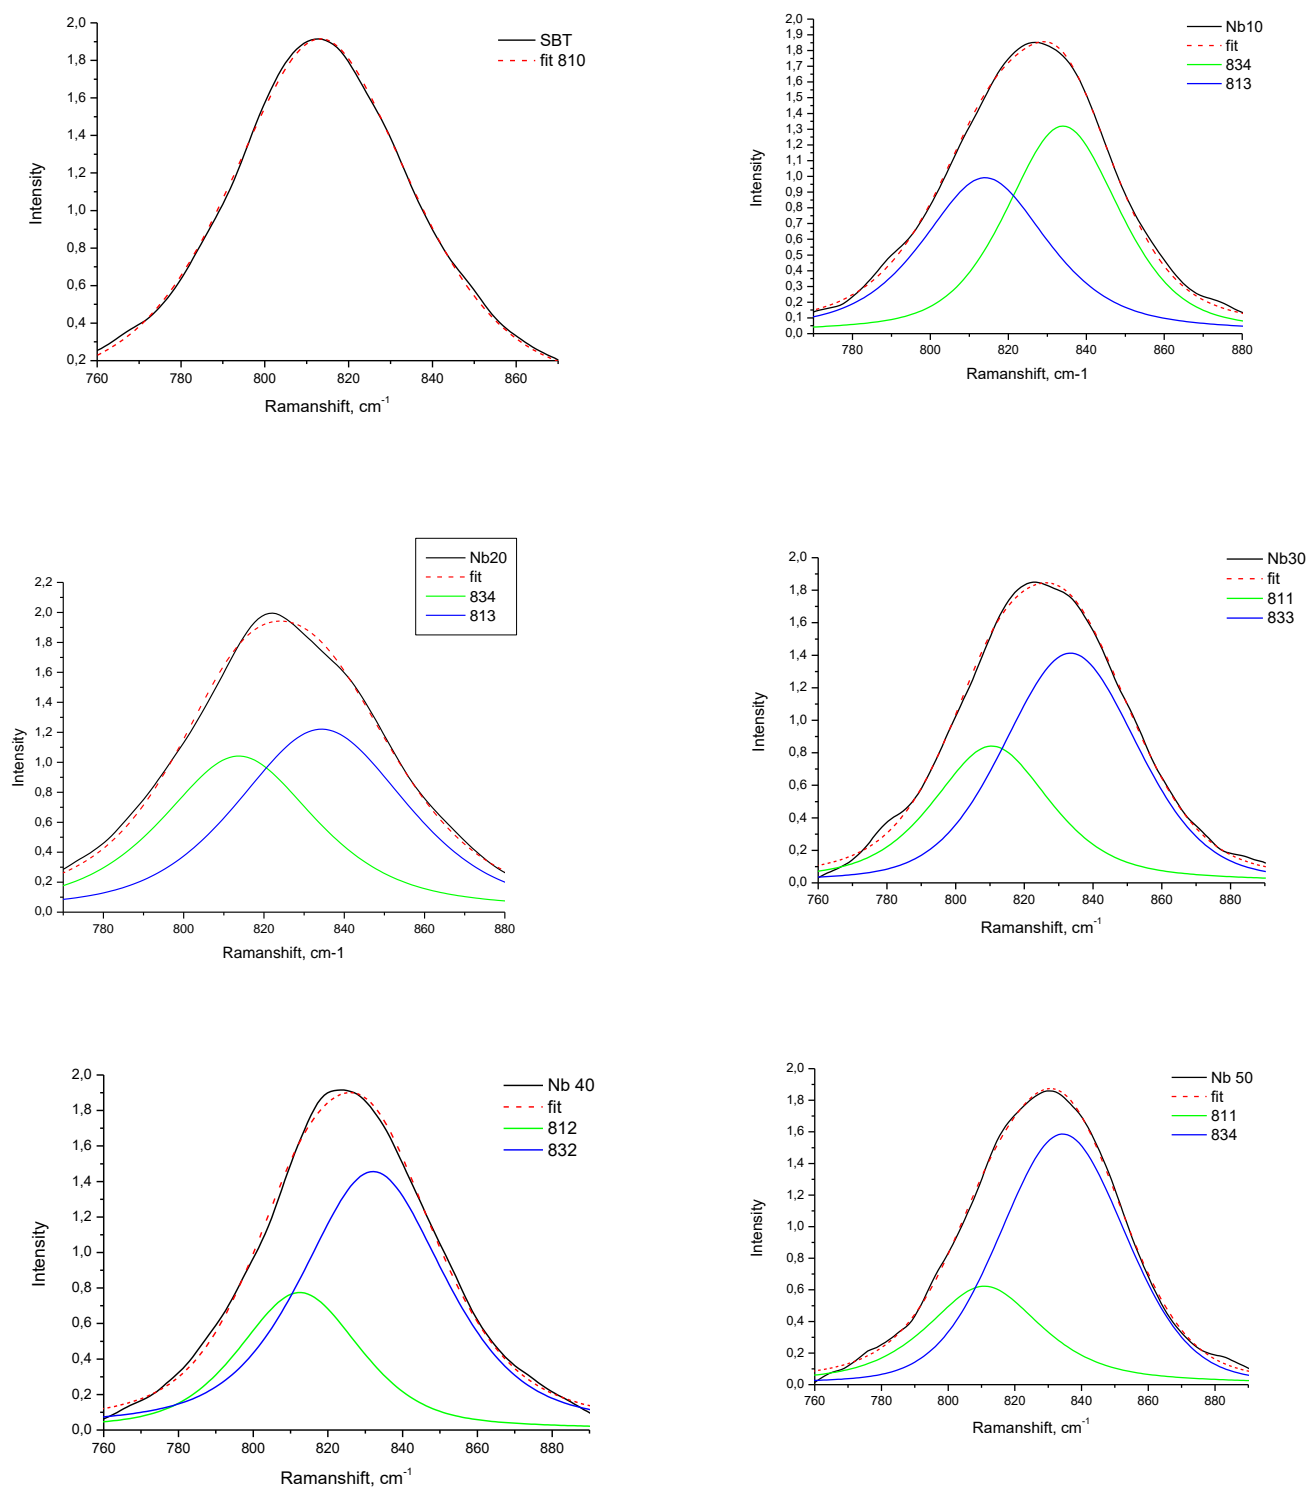 SBT
fit 810
2,0
1,8
1,6
1,4
1,2
1,0
0,8
0,6
0,4
0,2
Intensity
760 780 800 820 840 860
Ramanshift, cm-1
Nb10
fit
834
813
2,0
1,9
1,8
1,7
1,6
1,5
1,4
1,3
1,2
1,1
1,0
0,9
0,8
0,7
0,6
0,5
0,4
0,3
0,2
0,1
0,0
Intensity
780 800 820 840 860 880
Ramanshift, cm-1
Nb20
fit
834
813
2,2
2,0
1,8
1,6
1,4
1,2
1,0
0,8
0,6
0,4
0,2
0,0
Intensity
780 800 820 840 860 880
Ramanshift, cm-1
Nb30
fit
811
833
2,0
1,8
1,6
1,4
1,2
1,0
0,8
0,6
0,4
0,2
0,0
Intensity
760 780 800 820 840 860 880
Ramanshift, cm-1
Nb 40
fit
812
832
2,0
1,8
1,6
1,4
1,2
1,0
0,8
0,6
0,4
0,2
0,0
Intensity
760 780 800 820 840 860 880
Ramanshift, cm-1
Nb 50
fit
811
834
2,0
1,8
1,6
1,4
1,2
1,0
0,8
0,6
0,4
0,2
0,0
Intensity
760 780 800 820 840 860 880
Ramanshift, cm-1